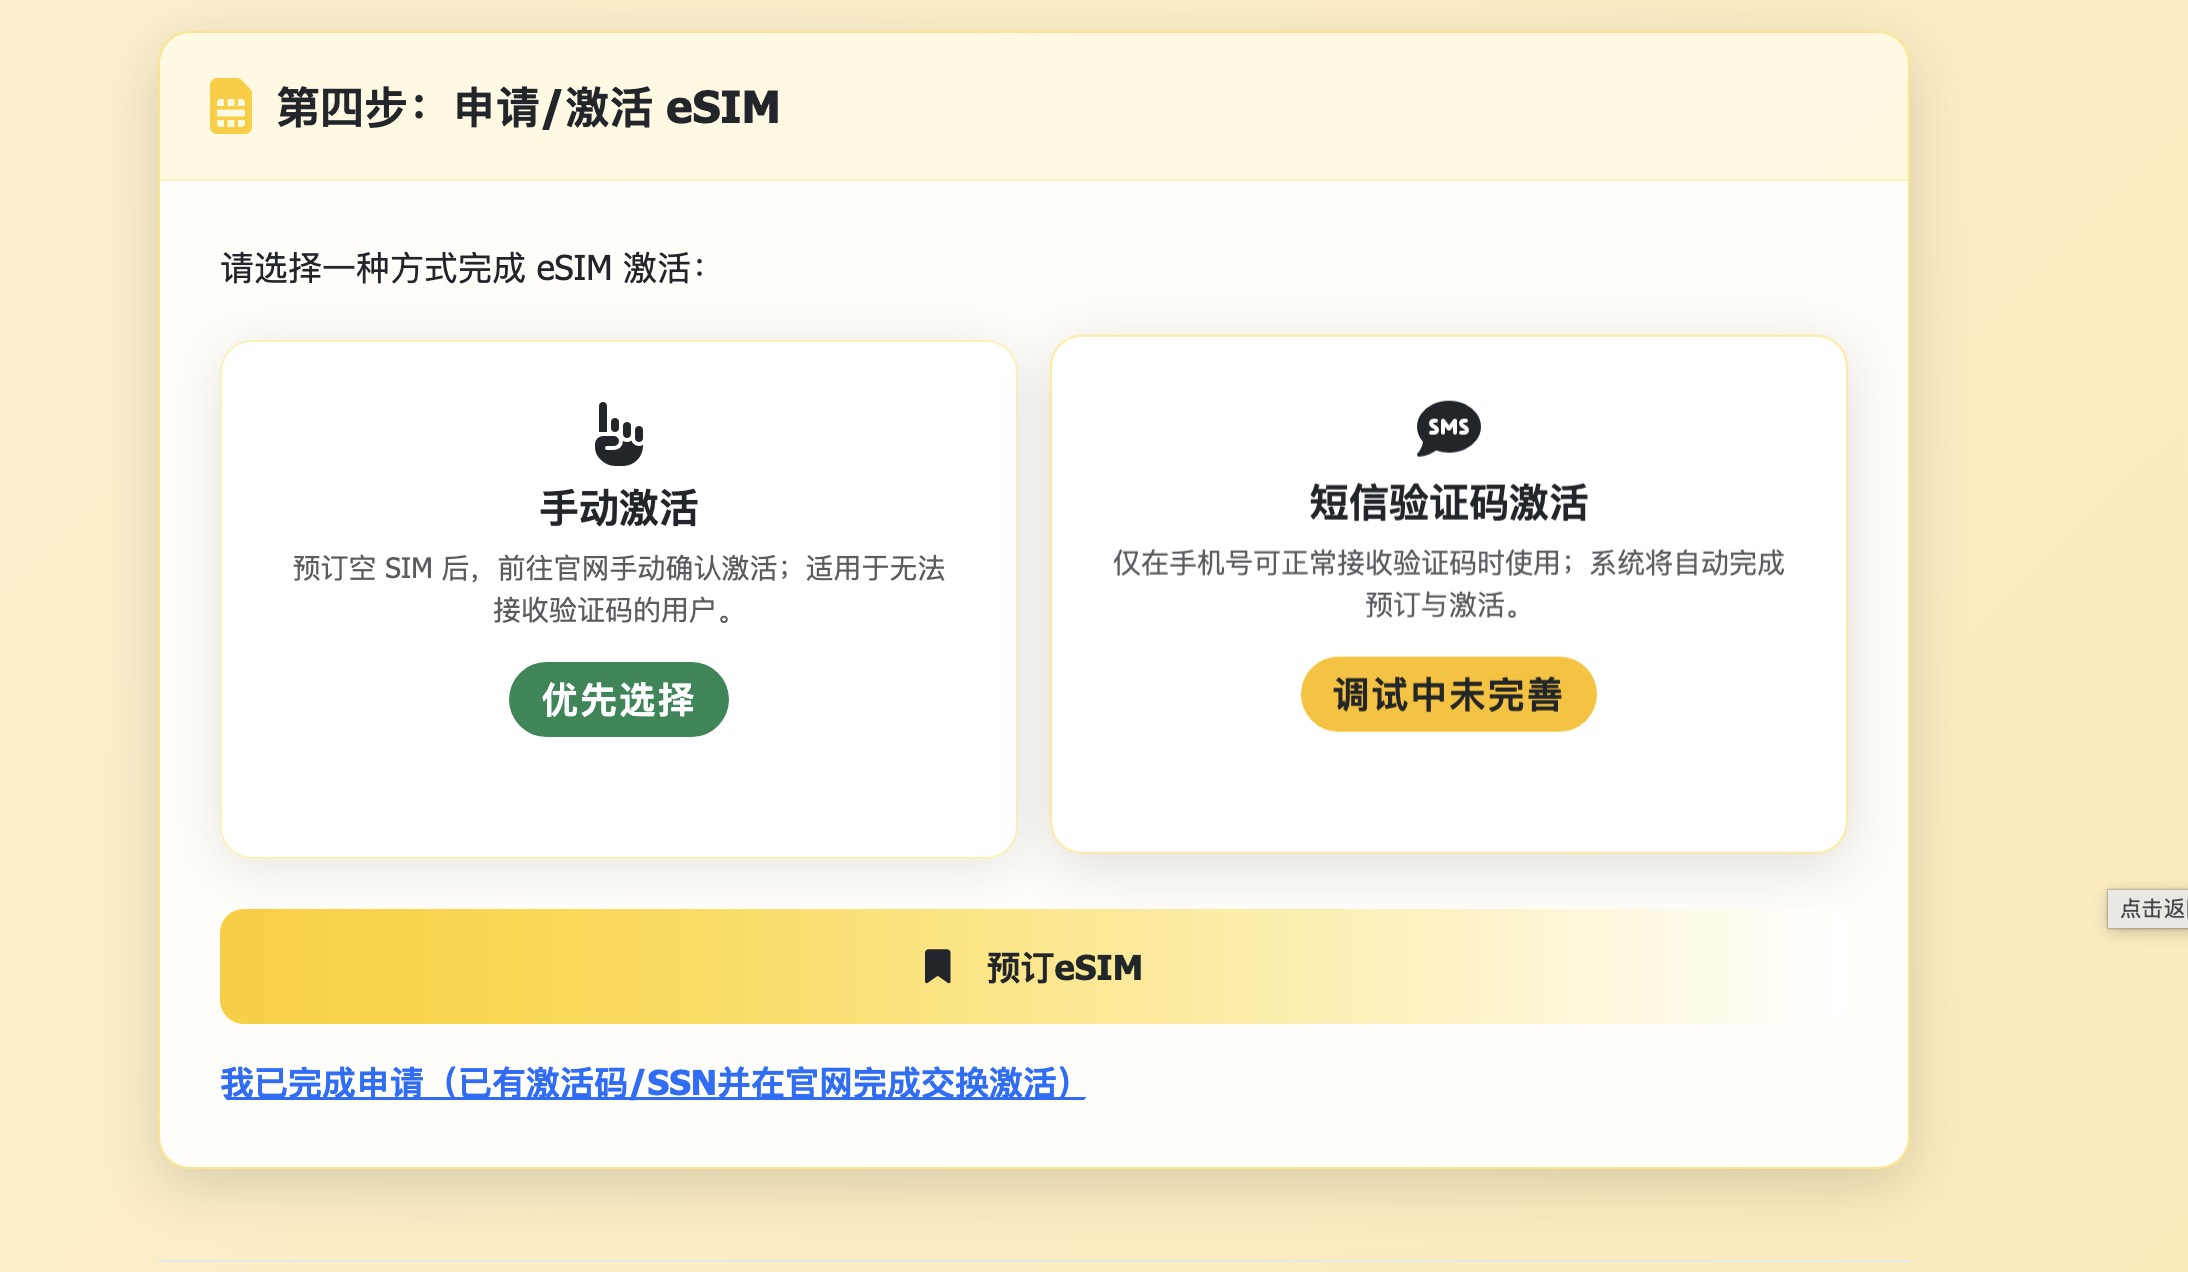 第四步：申请/激活 eSIM
请选择一种方式完成 eSIM 激活：
手动激活
预订空 SIM 后，前往官网手动确认激活；适用于无法
接收验证码的用户。
优先选择
SMS
短信验证码激活
仅在手机号可正常接收验证码时使用；系统将自动完成
预订与激活。
调试中未完善
点击返
预订eSIM
我已完成申请（已有激活码/SSN并在官网完成交换激活）